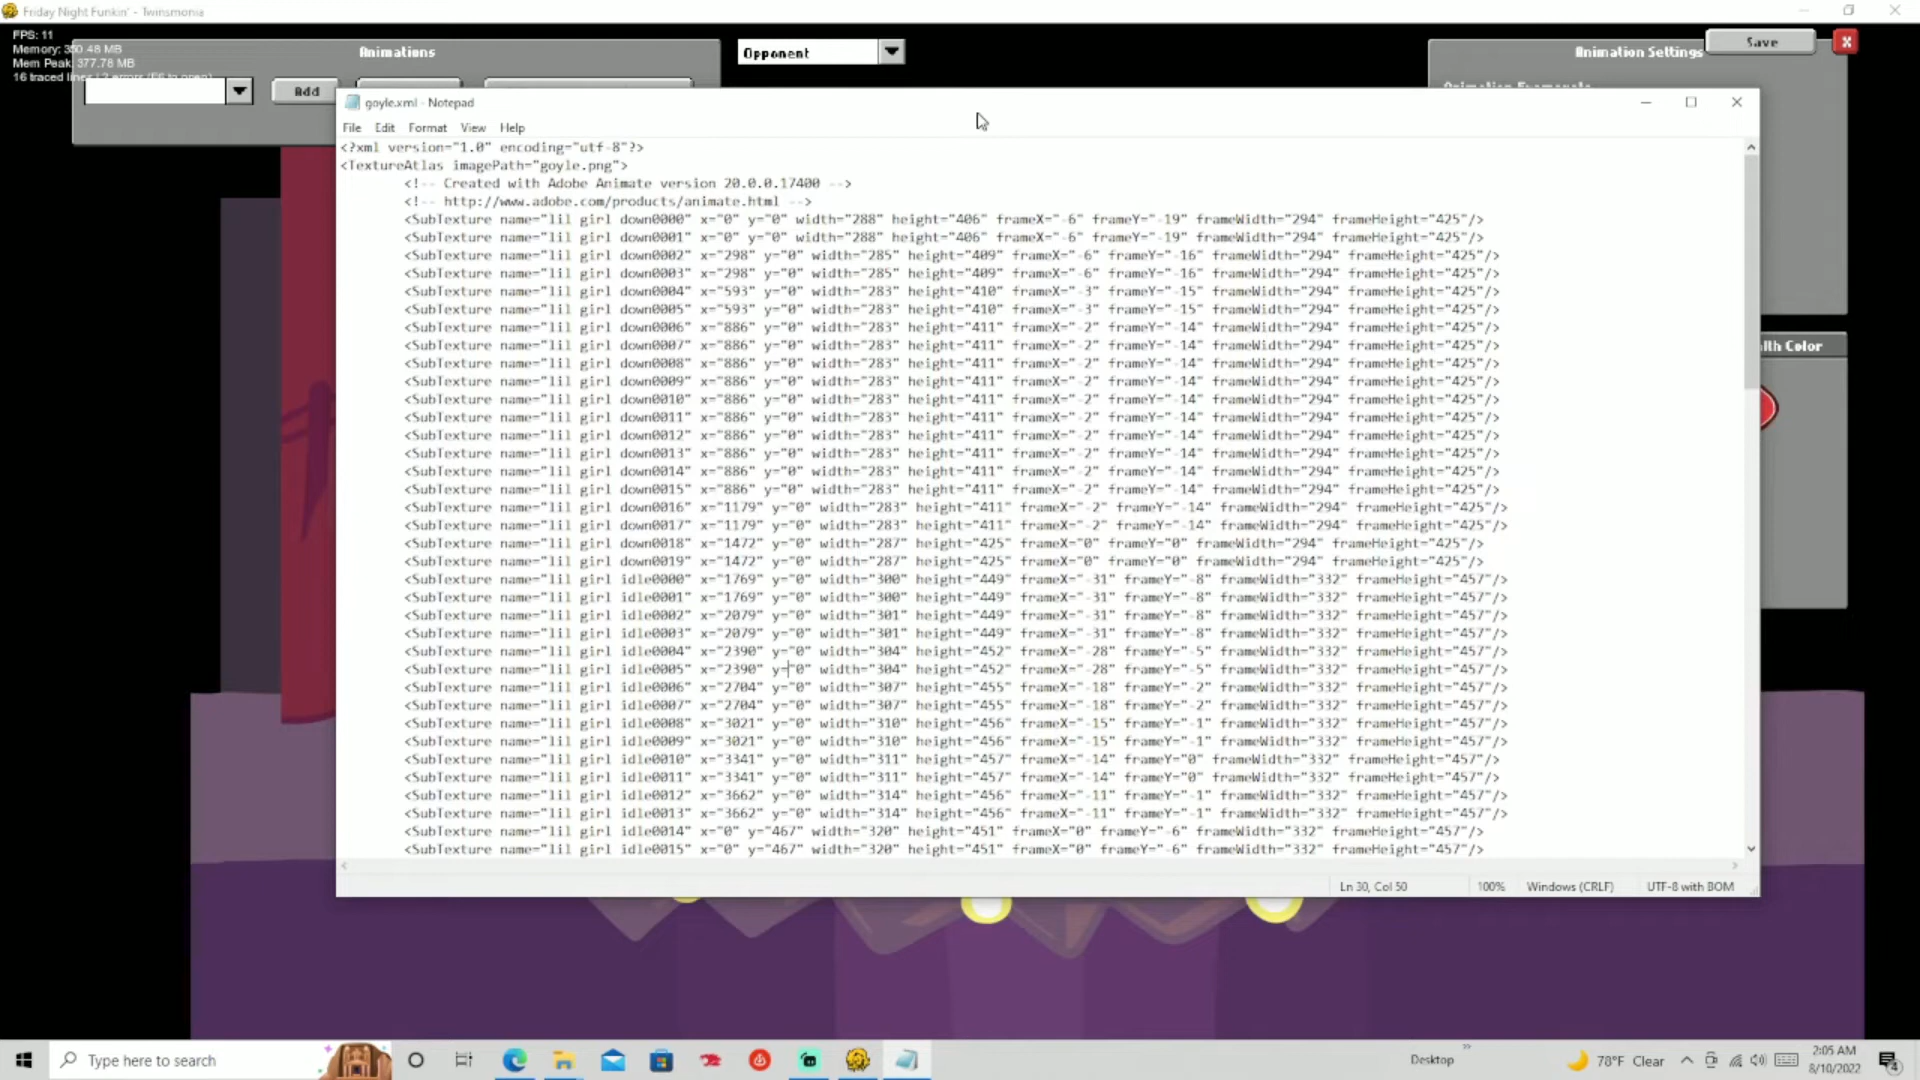 Friday Night Funkin' - Twinsmonia
FPS: 11
Memory: 350.48 MB
Mem Peak: 377.78 MB
16 traced lines | 2 errors (F6 to open)
Animations
Opponent
Animation Settings
Save
X
Add
goyle.xml - Notepad
File Edit Format View Help
<?xml version="1.0" encoding="utf-8"?>
<TextureAtlas imagePath="goyle.png">
<!-- Created with Adobe Animate version 20.0.0.17400 -->
<!-- http://www.adobe.com/products/animate.html -->
<SubTexture name="lil girl down0000" x="0" y="0" width="288" height="406" frameX="-6" frameY="-19" frameWidth="294" frameHeight="425"/>
<SubTexture name="lil girl down0001" x="0" y="0" width="288" height="406" frameX="-6" frameY="-19" frameWidth="294" frameHeight="425"/>
<SubTexture name="lil girl down0002" x="298" y="0" width="285" height="409" frameX="-6" frameY="-16" frameWidth="294" frameHeight="425"/>
<SubTexture name="lil girl down0003" x="298" y="0" width="285" height="409" frameX="-6" frameY="-16" frameWidth="294" frameHeight="425"/>
<SubTexture name="lil girl down0004" x="593" y="0" width="283" height="410" frameX="-3" frameY="-15" frameWidth="294" frameHeight="425"/>
<SubTexture name="lil girl down0005" x="593" y="0" width="283" height="410" frameX="-3" frameY="-15" frameWidth="294" frameHeight="425"/>
<SubTexture name="lil girl down0006" x="886" y="0" width="283" height="411" frameX="-2" frameY="-14" frameWidth="294" frameHeight="425"/>
<SubTexture name="lil girl down0007" x="886" y="0" width="283" height="411" frameX="-2" frameY="-14" frameWidth="294" frameHeight="425"/>
<SubTexture name="lil girl down0008" x="886" y="0" width="283" height="411" frameX="-2" frameY="-14" frameWidth="294" frameHeight="425"/>
<SubTexture name="lil girl down0009" x="886" y="0" width="283" height="411" frameX="-2" frameY="-14" frameWidth="294" frameHeight="425"/>
<SubTexture name="lil girl down0010" x="886" y="0" width="283" height="411" frameX="-2" frameY="-14" frameWidth="294" frameHeight="425"/>
<SubTexture name="lil girl down0011" x="886" y="0" width="283" height="411" frameX="-2" frameY="-14" frameWidth="294" frameHeight="425"/>
<SubTexture name="lil girl down0012" x="886" y="0" width="283" height="411" frameX="-2" frameY="-14" frameWidth="294" frameHeight="425"/>
<SubTexture name="lil girl down0013" x="886" y="0" width="283" height="411" frameX="-2" frameY="-14" frameWidth="294" frameHeight="425"/>
<SubTexture name="lil girl down0014" x="886" y="0" width="283" height="411" frameX="-2" frameY="-14" frameWidth="294" frameHeight="425"/>
<SubTexture name="lil girl down0015" x="886" y="0" width="283" height="411" frameX="-2" frameY="-14" frameWidth="294" frameHeight="425"/>
<SubTexture name="lil girl down0016" x="1179" y="0" width="283" height="411" frameX="-2" frameY="-14" frameWidth="294" frameHeight="425"/>
<SubTexture name="lil girl down0017" x="1179" y="0" width="283" height="411" frameX="-2" frameY="-14" frameWidth="294" frameHeight="425"/>
<SubTexture name="lil girl down0018" x="1472" y="0" width="287" height="425" frameX="0" frameY="0" frameWidth="294" frameHeight="425"/>
<SubTexture name="lil girl down0019" x="1472" y="0" width="287" height="425" frameX="0" frameY="0" frameWidth="294" frameHeight="425"/>
<SubTexture name="lil girl idle0000" x="1769" y="0" width="300" height="449" frameX="-31" frameY="-8" frameWidth="332" frameHeight="457"/>
<SubTexture name="lil girl idle0001" x="1769" y="0" width="300" height="449" frameX="-31" frameY="-8" frameWidth="332" frameHeight="457"/>
<SubTexture name="lil girl idle0002" x="2079" y="0" width="301" height="449" frameX="-31" frameY="-8" frameWidth="332" frameHeight="457"/>
<SubTexture name="lil girl idle0003" x="2079" y="0" width="301" height="449" frameX="-31" frameY="-8" frameWidth="332" frameHeight="457"/>
<SubTexture name="lil girl idle0004" x="2390" y="0" width="304" height="452" frameX="-28" frameY="-5" frameWidth="332" frameHeight="457"/>
<SubTexture name="lil girl idle0005" x="2390" y="0" width="304" height="452" frameX="-28" frameY="-5" frameWidth="332" frameHeight="457"/>
<SubTexture name="lil girl idle0006" x="2704" y="0" width="307" height="455" frameX="-18" frameY="-2" frameWidth="332" frameHeight="457"/>
<SubTexture name="lil girl idle0007" x="2704" y="0" width="307" height="455" frameX="-18" frameY="-2" frameWidth="332" frameHeight="457"/>
<SubTexture name="lil girl idle0008" x="3021" y="0" width="310" height="456" frameX="-15" frameY="-1" frameWidth="332" frameHeight="457"/>
<SubTexture name="lil girl idle0009" x="3021" y="0" width="310" height="456" frameX="-15" frameY="-1" frameWidth="332" frameHeight="457"/>
<SubTexture name="lil girl idle0010" x="3341" y="0" width="311" height="457" frameX="-14" frameY="0" frameWidth="332" frameHeight="457"/>
<SubTexture name="lil girl idle0011" x="3341" y="0" width="311" height="457" frameX="-14" frameY="0" frameWidth="332" frameHeight="457"/>
<SubTexture name="lil girl idle0012" x="3662" y="0" width="314" height="456" frameX="-11" frameY="-1" frameWidth="332" frameHeight="457"/>
<SubTexture name="lil girl idle0013" x="3662" y="0" width="314" height="456" frameX="-11" frameY="-1" frameWidth="332" frameHeight="457"/>
<SubTexture name="lil girl idle0014" x="0" y="467" width="320" height="451" frameX="0" frameY="-6" frameWidth="332" frameHeight="457"/>
<SubTexture name="lil girl idle0015" x="0" y="467" width="320" height="451" frameX="0" frameY="-6" frameWidth="332" frameHeight="457"/>
Ln 30, Col 50 100% Windows (CRLF) UTF-8 with BOM
lth Color
Type here to search
Desktop
78°F Clear
2:05 AM
8/10/2022
4